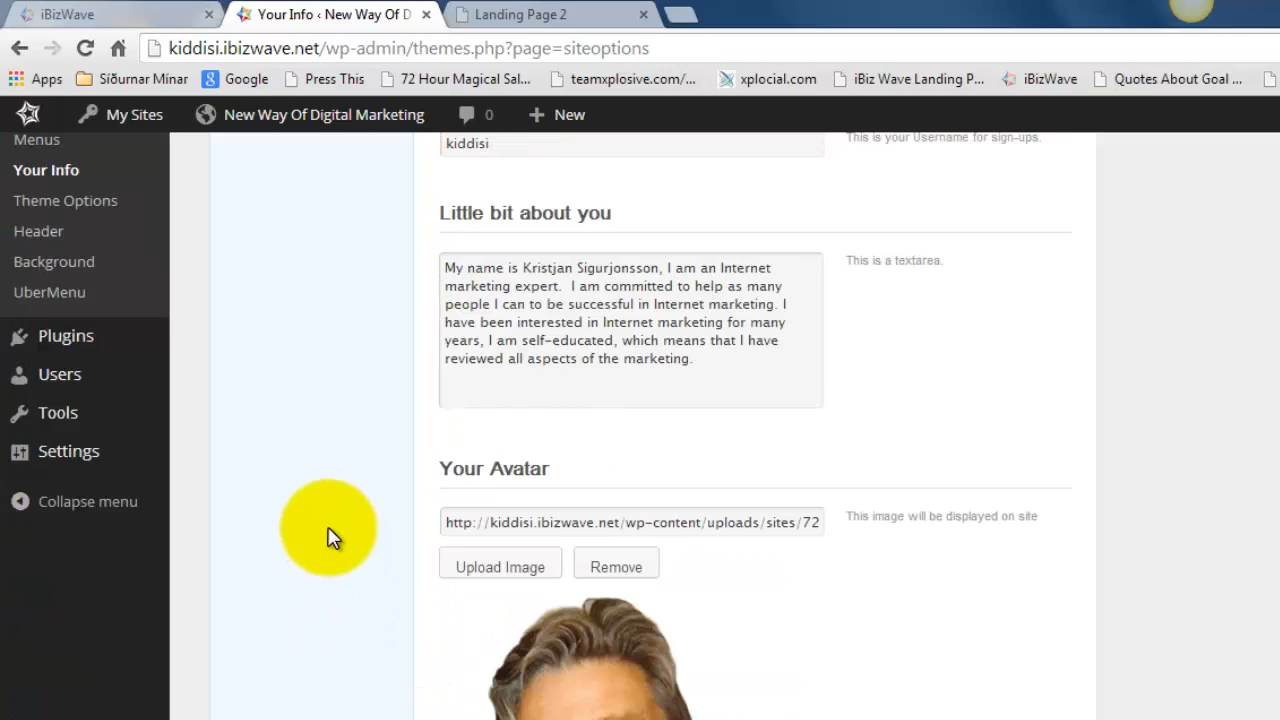 iBizWave
Your Info ‹ New Way Of D
Landing Page 2
kiddisi.ibizwave.net/wp-admin/themes.php?page=siteoptions
Apps
Síðurnar Mínar
Google
Press This
72 Hour Magical Sal...
teamxplosive.com/...
xplocial.com
iBiz Wave Landing P...
iBizWave
Quotes About Goal ...
My Sites
New Way Of Digital Marketing
0
New
Menus
Your Info
Theme Options
Header
Background
UberMenu
Plugins
Users
Tools
Settings
Collapse menu
kiddisi
This is your Username for sign-ups.
Little bit about you
My name is Kristjan Sigurjonsson, I am an Internet
marketing expert.  I am committed to help as many
people I can to be successful in Internet marketing. I
have been interested in Internet marketing for many
years, I am self-educated, which means that I have
reviewed all aspects of the marketing.
This is a textarea.
Your Avatar
http://kiddisi.ibizwave.net/wp-content/uploads/sites/72
This image will be displayed on site
Upload Image
Remove